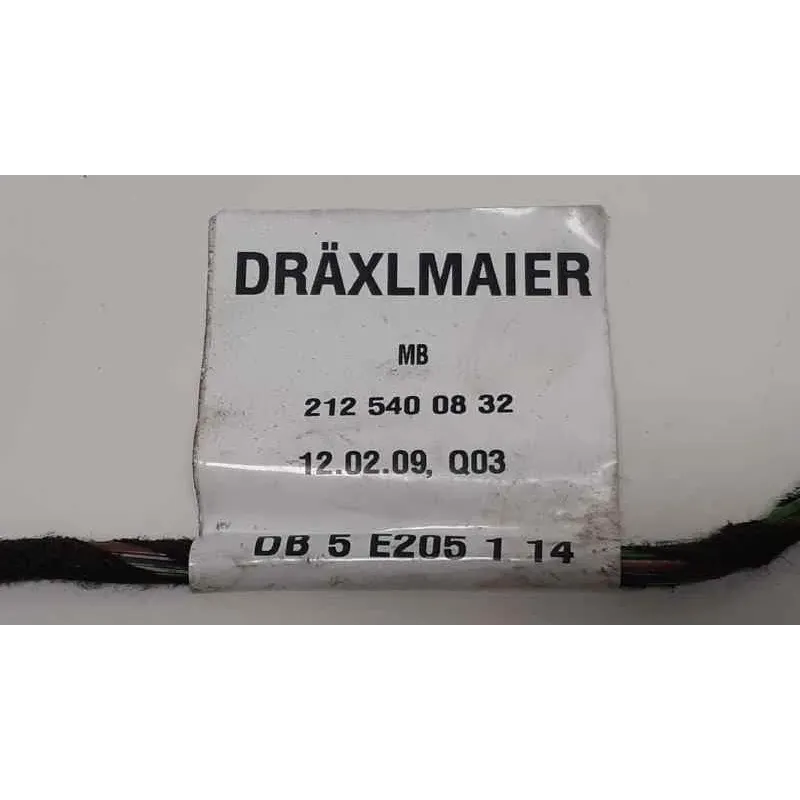 DRÄXLMAIER
MB
212 540 08 32
12.02.09, Q03
DB 5 E205 1 14